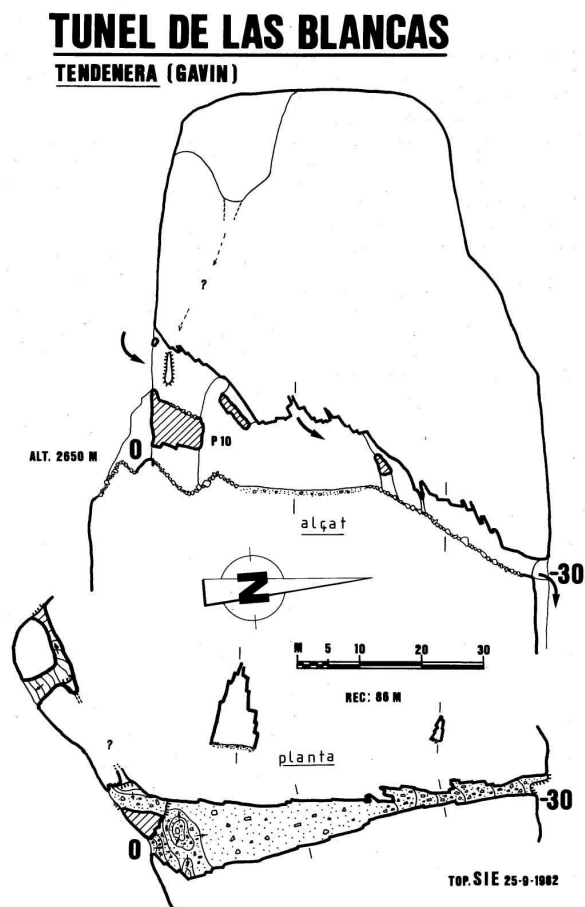 TUNEL DE LAS BLANCAS
TENDENERA (GAVIN)
?
P 10
ALT. 2650 M
0
alçat
-30
N
M 5 10 20 30
REC: 86 M
planta
?
0
-30
TOP. SIE 25-9-1982